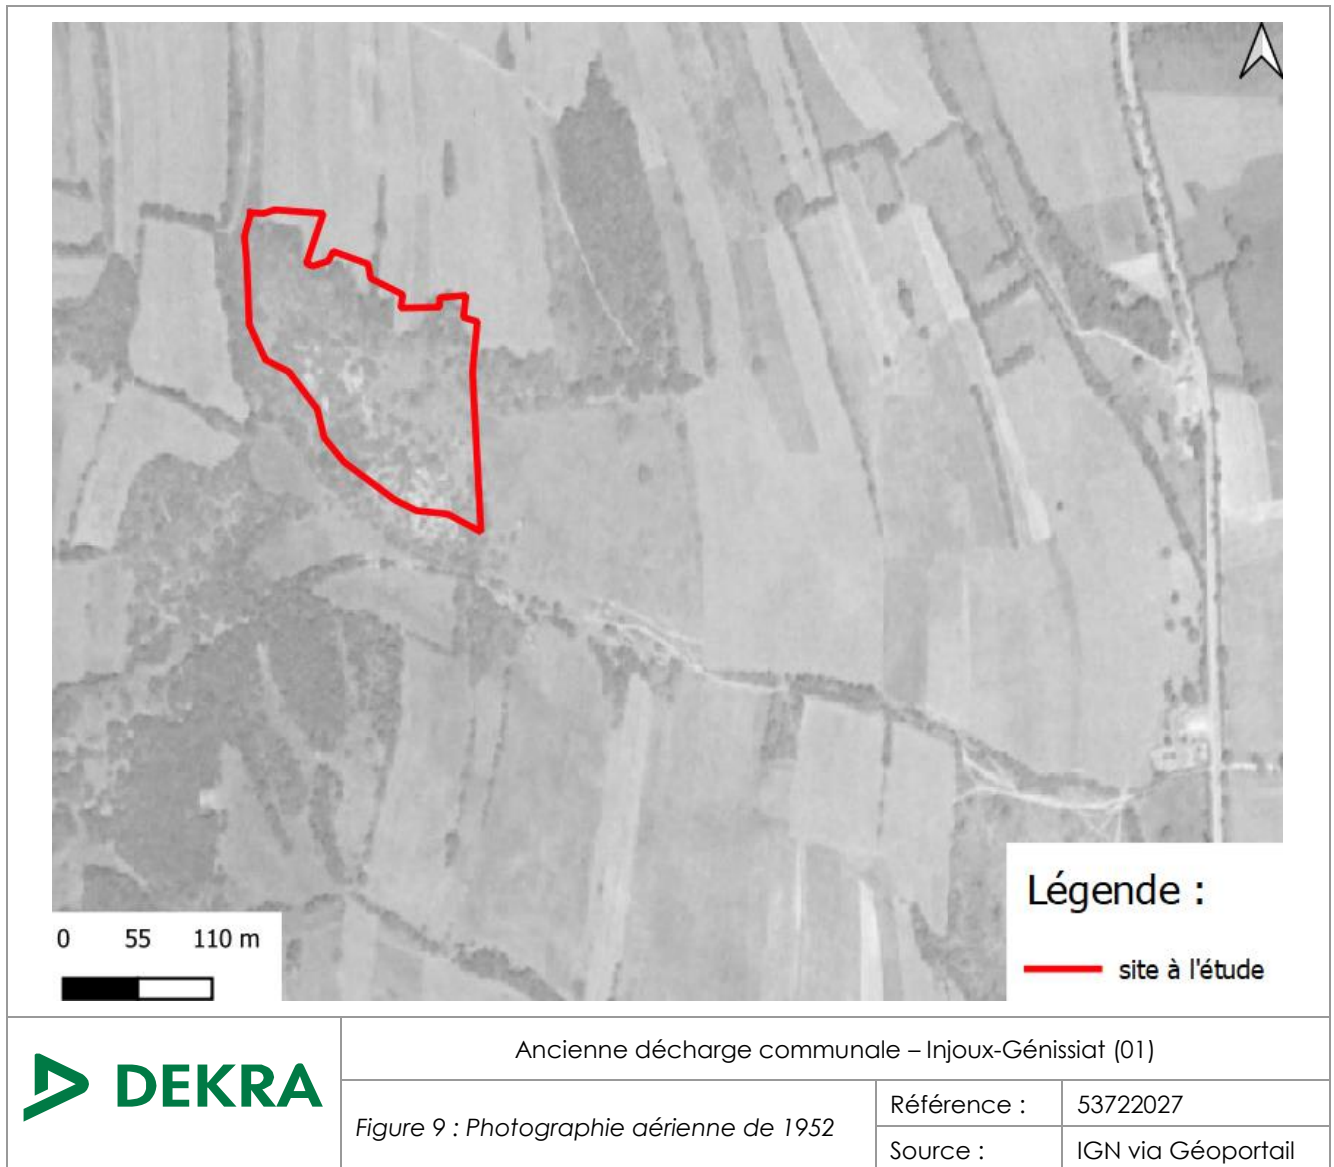 0 55 110 m
Légende :
site à l'étude
DEKRA
Ancienne décharge communale – Injoux-Génissiat (01)
Figure 9 : Photographie aérienne de 1952
Référence : 53722027
Source : IGN via Géoportail